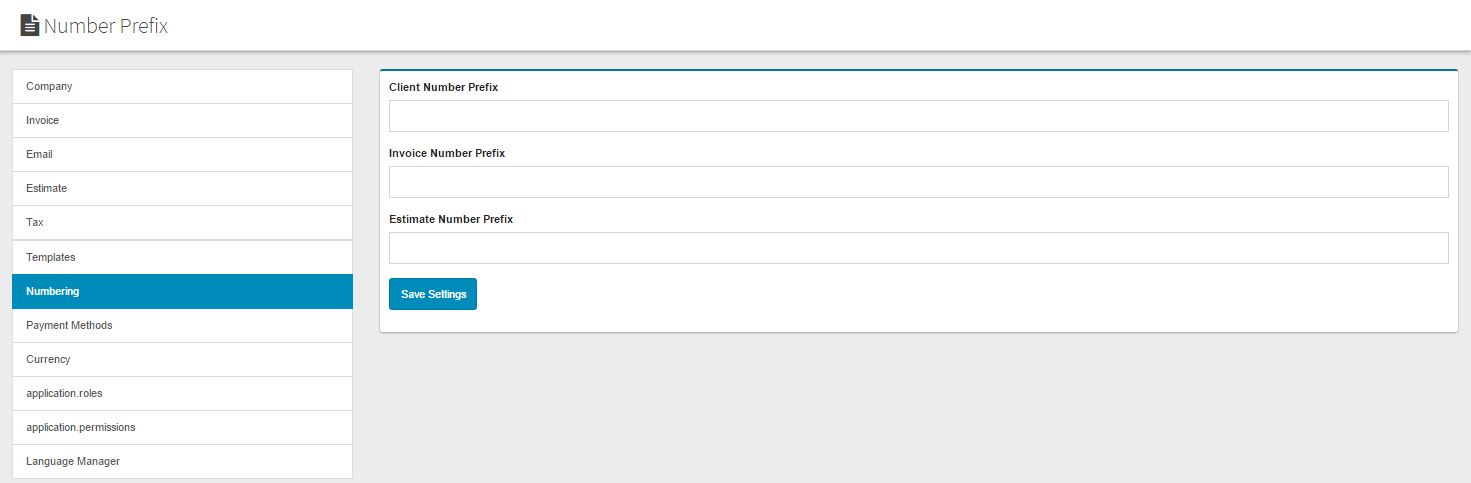 Number Prefix
Company
Invoice
Email
Estimate
Tax
Templates
Numbering
Payment Methods
Currency
application.roles
application.permissions
Language Manager
Client Number Prefix
Invoice Number Prefix
Estimate Number Prefix
Save Settings